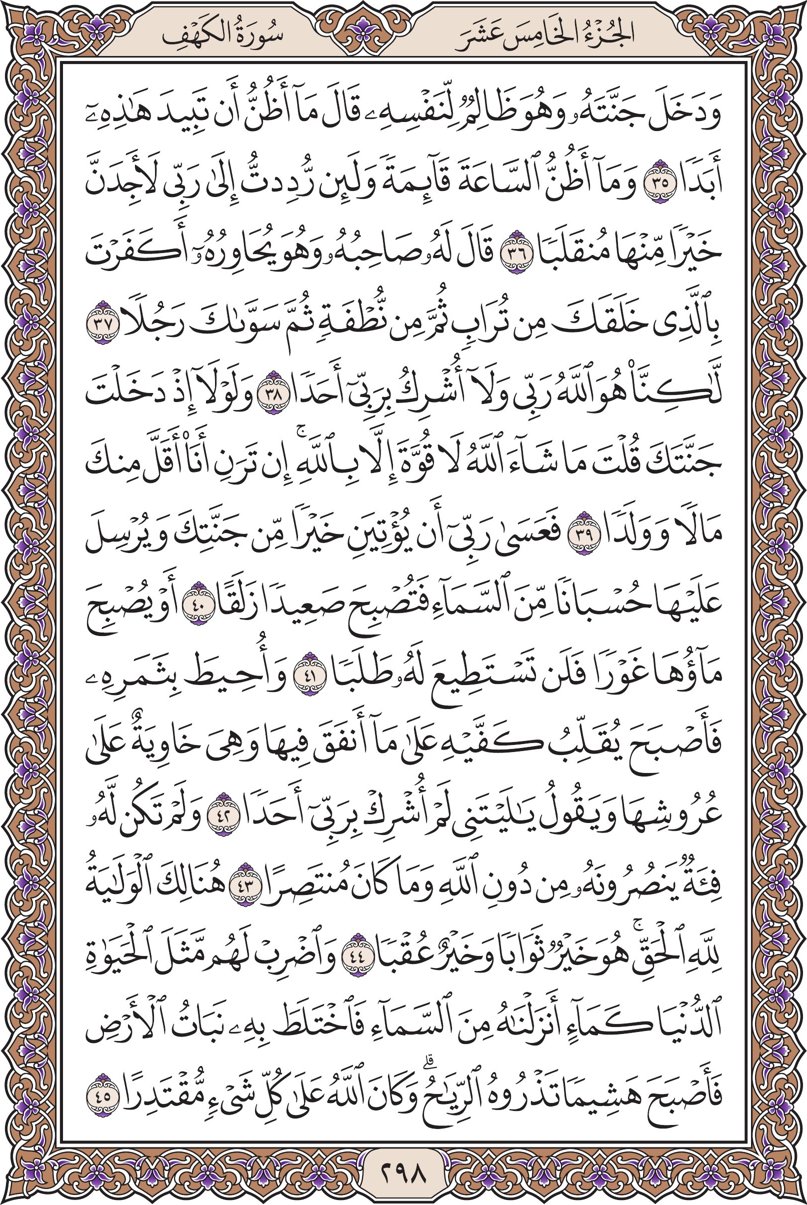 الجُزْءُ الخَامِسَ عَشَرَ
سُورَةُ الكَهْفِ
وَدَخَلَ جَنَّتَهُۥ وَهُوَ ظَالِمٞ لِّنَفۡسِهِۦ قَالَ مَآ أَظُنُّ أَن تَبِيدَ هَٰذِهِۦٓ
أَبَدٗا ٣٥ وَمَآ أَظُنُّ ٱلسَّاعَةَ قَآئِمَةٗ وَلَئِن رُّدِدتُّ إِلَىٰ رَبِّي لَأَجِدَنَّ
خَيۡرٗا مِّنۡهَا مُنقَلَبٗا ٣٦ قَالَ لَهُۥ صَاحِبُهُۥ وَهُوَ يُحَاوِرُهُۥٓ أَكَفَرۡتَ
بِٱلَّذِي خَلَقَكَ مِن تُرَابٖ ثُمَّ مِن نُّطۡفَةٖ ثُمَّ سَوَّىٰكَ رَجُلٗا ٣٧
لَّٰكِنَّا۠ هُوَ ٱللَّهُ رَبِّي وَلَآ أُشۡرِكُ بِرَبِّيٓ أَحَدٗا ٣٨ وَلَوۡلَآ إِذۡ دَخَلۡتَ
جَنَّتَكَ قُلۡتَ مَا شَآءَ ٱللَّهُ لَا قُوَّةَ إِلَّا بِٱللَّهِۚ إِن تَرَنِ أَنَا۠ أَقَلَّ مِنكَ
مَالٗا وَوَلَدٗا ٣٩ فَعَسَىٰ رَبِّيٓ أَن يُؤۡتِيَنِ خَيۡرٗا مِّن جَنَّتِكَ وَيُرۡسِلَ
عَلَيۡهَا حُسۡبَانٗا مِّنَ ٱلسَّمَآءِ فَتُصۡبِحَ صَعِيدٗا زَلَقًا ٤٠ أَوۡ يُصۡبِحَ
مَآؤُهَا غَوۡرٗا فَلَن تَسۡتَطِيعَ لَهُۥ طَلَبٗا ٤١ وَأُحِيطَ بِثَمَرِهِۦ
فَأَصۡبَحَ يُقَلِّبُ كَفَّيۡهِ عَلَىٰ مَآ أَنفَقَ فِيهَا وَهِيَ خَاوِيَةٌ عَلَىٰ
عُرُوشِهَا وَيَقُولُ يَٰلَيۡتَنِي لَمۡ أُشۡرِكۡ بِرَبِّيٓ أَحَدٗا ٤٢ وَلَمۡ تَكُن لَّهُۥ
فِئَةٞ يَنصُرُونَهُۥ مِن دُونِ ٱللَّهِ وَمَا كَانَ مُنتَصِرًا ٤٣ هُنَالِكَ ٱلۡوَلَٰيَةُ
لِلَّهِ ٱلۡحَقِّۚ هُوَ خَيۡرٞ ثَوَابٗا وَخَيۡرٌ عُقۡبٗا ٤٤ وَٱضۡرِبۡ لَهُم مَّثَلَ ٱلۡحَيَوٰةِ
ٱلدُّنۡيَا كَمَآءٍ أَنزَلۡنَٰهُ مِنَ ٱلسَّمَآءِ فَٱخۡتَلَطَ بِهِۦ نَبَاتُ ٱلۡأَرۡضِ
فَأَصۡبَحَ هَشِيمٗا تَذۡرُوهُ ٱلرِّيَٰحُۗ وَكَانَ ٱللَّهُ عَلَىٰ كُلِّ شَيۡءٖ مُّقۡتَدِرًا ٤٥
٢٩٨